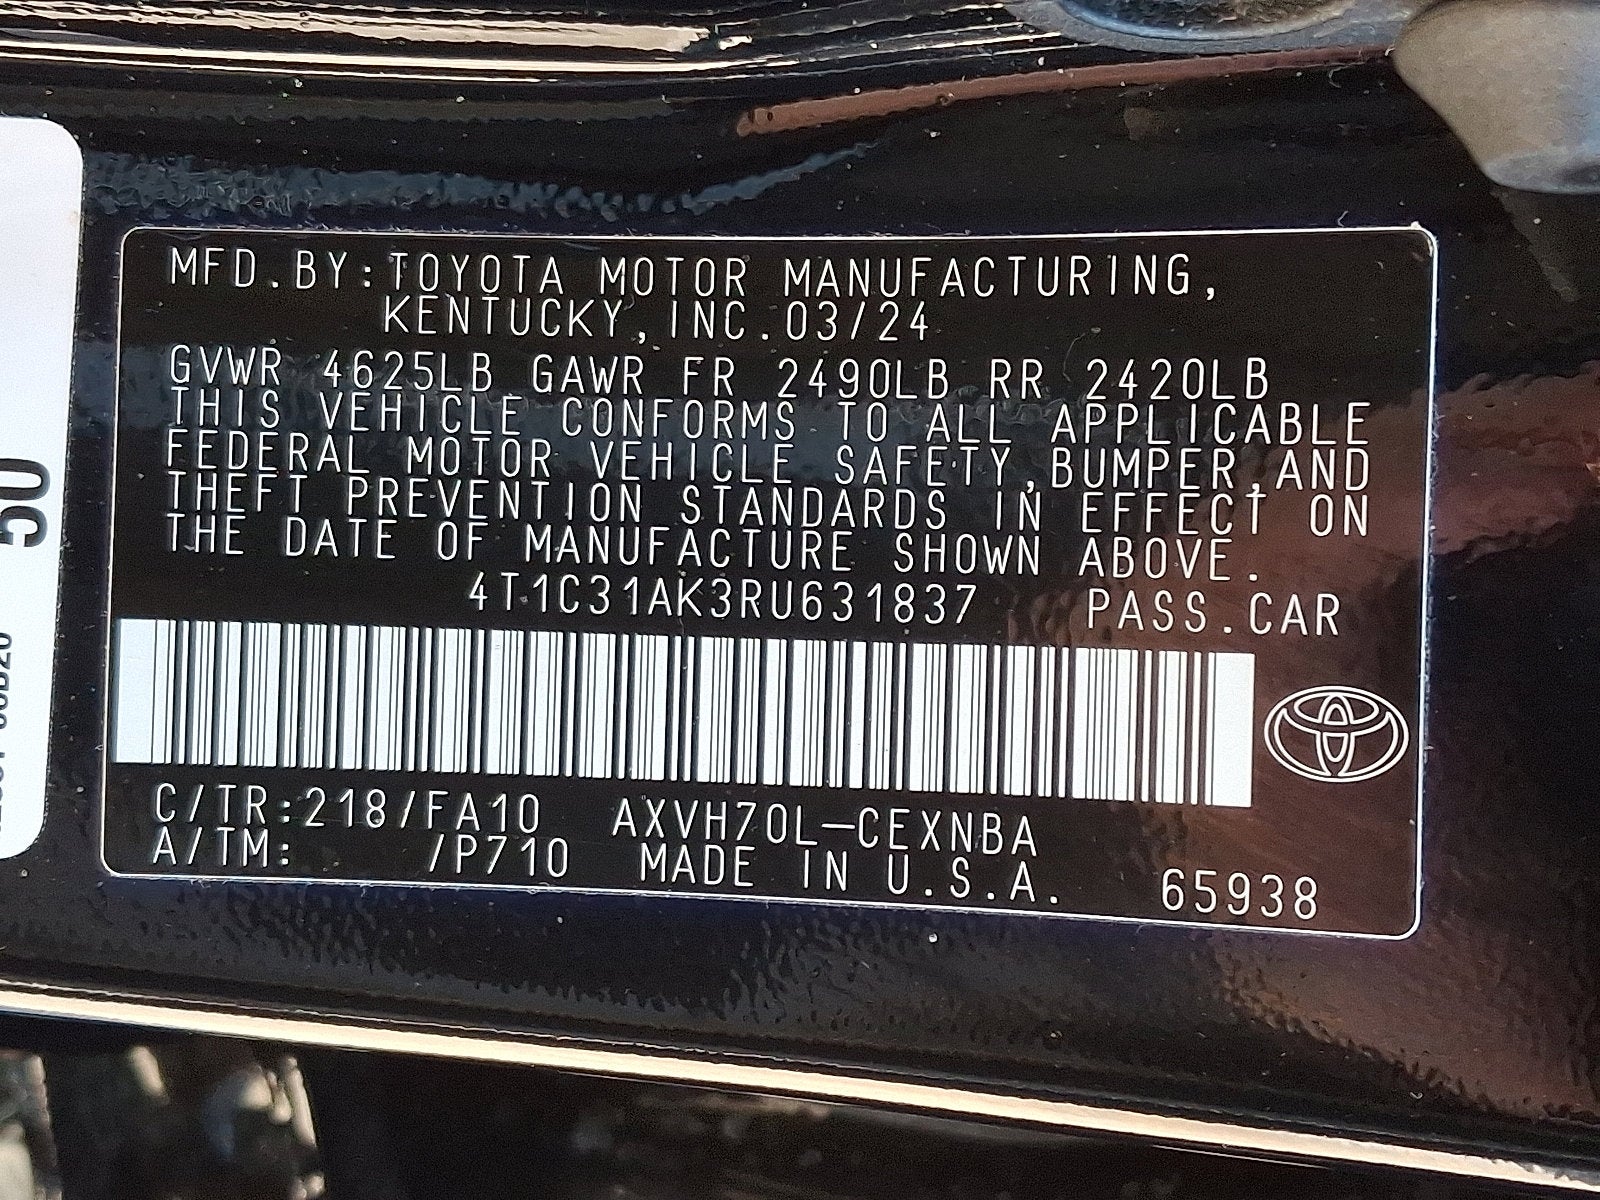 MFD.BY:TOYOTA MOTOR MANUFACTURING,
KENTUCKY,INC.03/24
GVWR 4625LB GAWR FR 2490LB RR 2420LB
THIS VEHICLE CONFORMS TO ALL APPLICABLE
FEDERAL MOTOR VEHICLE SAFETY,BUMPER,AND
THEFT PREVENTION STANDARDS IN EFFECT ON
THE DATE OF MANUFACTURE SHOWN ABOVE.
4T1C31AK3RU631837 PASS.CAR
C/TR:218/FA10 AXVH70L-CEXNBA
A/TM: /P710 MADE IN U.S.A. 65938
50